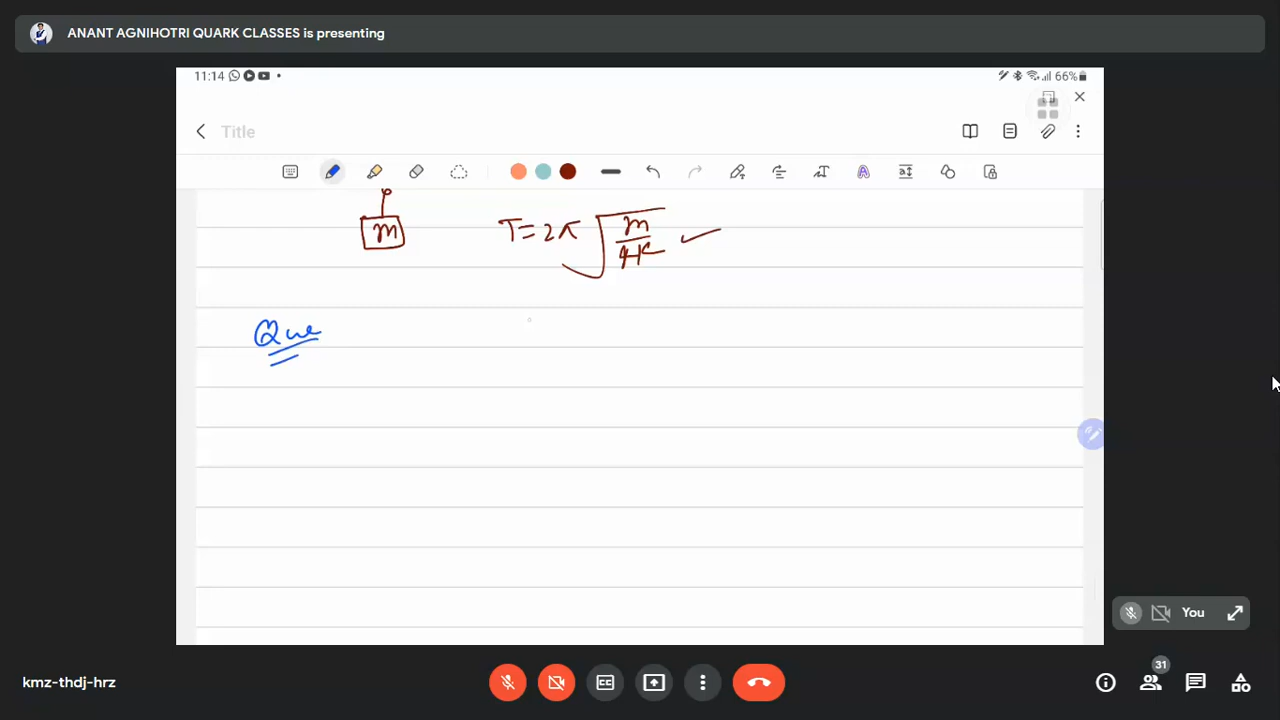 ANANT AGNIHOTRI QUARK CLASSES is presenting
11:14 66%
Title
m
T = 2π √(m/4K)
Que
You
kmz-thdj-hrz
31